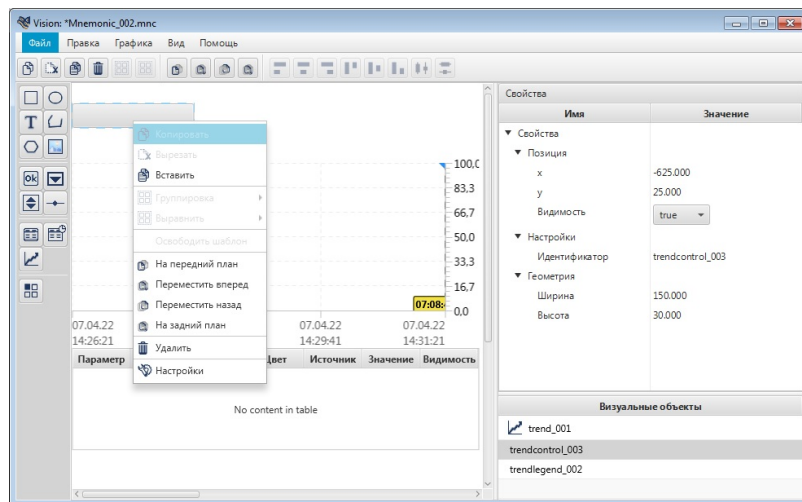 Vision: *Mnemonic_002.mnc
Файл Правка Графика Вид Помощь
T
ok
Копировать
Вырезать
Вставить
Группировка
Выравнить
Освободить шаблон
На передний план
Переместить вперед
Переместить назад
На задний план
Удалить
Настройки
100,0
83.3
66.7
50.0
33.3
16.7
0.0
07:08:
07.04.22 07.04.22 07.04.22
14:26:21 14:29:41 14:31:21
Параметр Цвет Источник Значение Видимость
No content in table
Свойства
Имя Значение
Свойства
Позиция
x -625.000
y 25.000
Видимость true
Настройки
Идентификатор trendcontrol_003
Геометрия
Ширина 150.000
Высота 30.000
Визуальные объекты
trend_001
trendcontrol_003
trendlegend_002